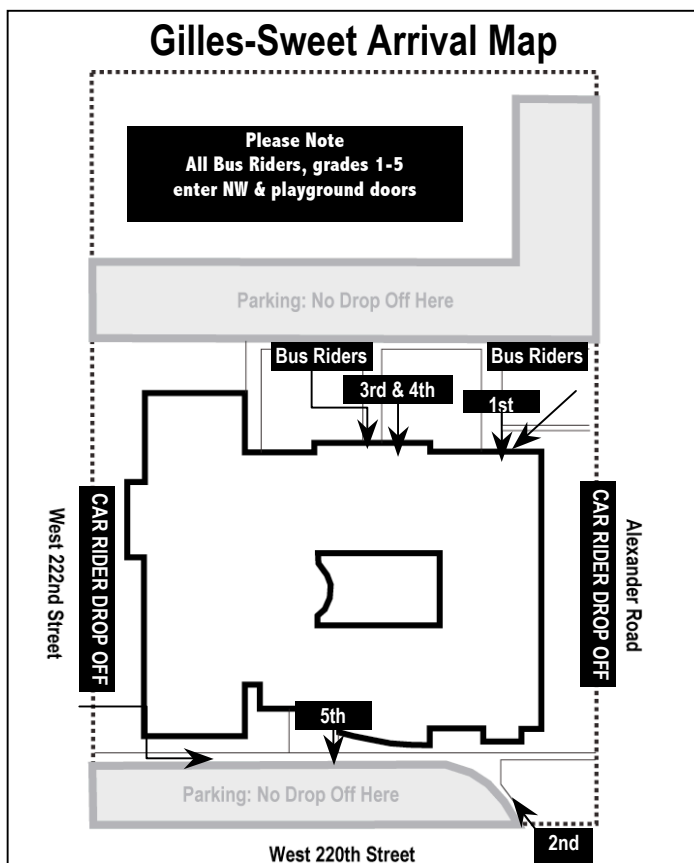 Gilles-Sweet Arrival Map
Please Note
All Bus Riders, grades 1-5
enter NW & playground doors
Parking: No Drop Off Here
Bus Riders
Bus Riders
3rd & 4th
1st
West 222nd Street
CAR RIDER DROP OFF
CAR RIDER DROP OFF
Alexander Road
5th
Parking: No Drop Off Here
2nd
West 220th Street